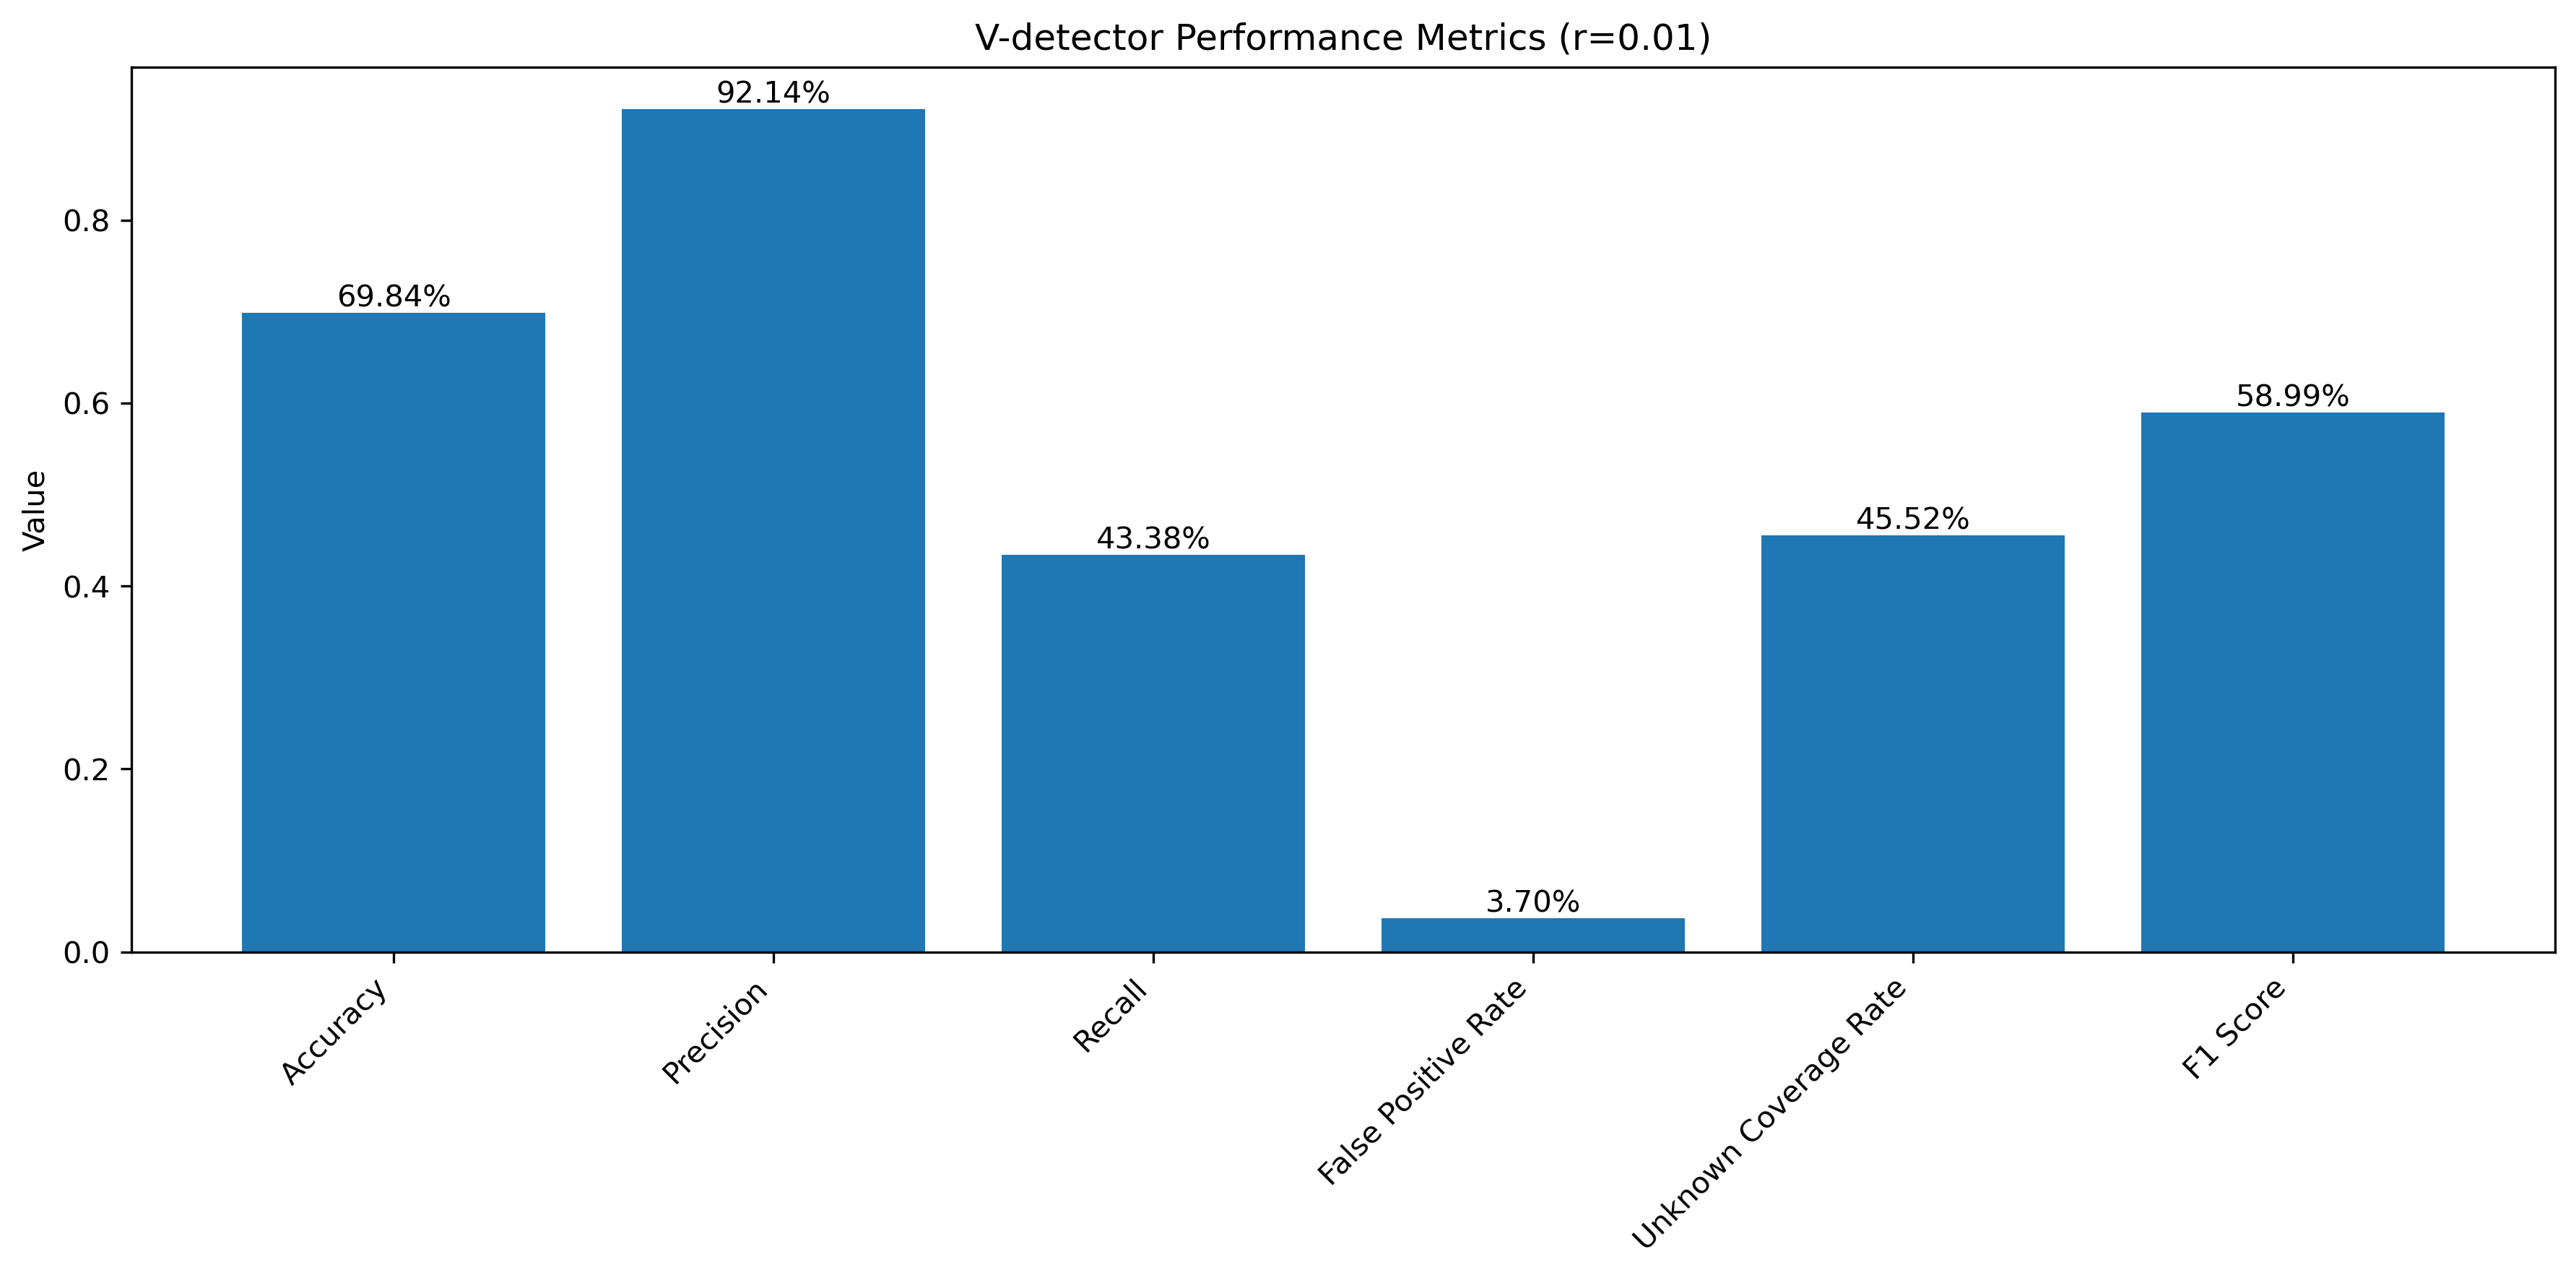 V-detector Performance Metrics (r=0.01)
Value
0.8
0.6
0.4
0.2
0.0
69.84%
92.14%
43.38%
3.70%
45.52%
58.99%
Accuracy
Precision
Recall
False Positive Rate
Unknown Coverage Rate
F1 Score